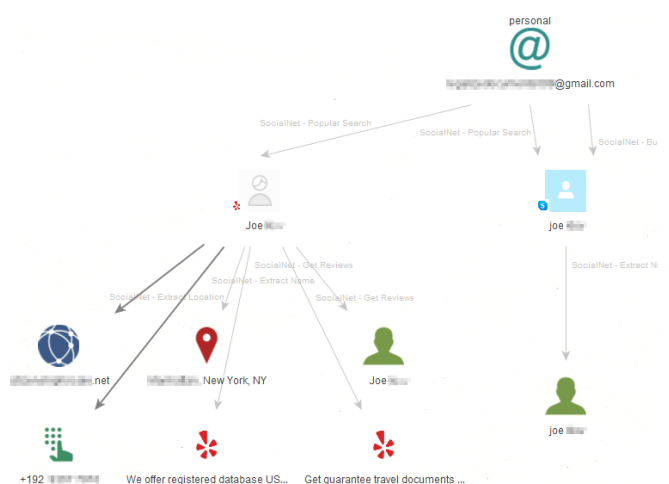 personal
@gmail.com
SocialNet - Popular Search
SocialNet - Popular Search
SocialNet - Bu
Joe
joe
SocialNet - Get Reviews
SocialNet - Extract N
SocialNet - Extract Name
SocialNet - Extract Location
SocialNet - Get Reviews
.net
New York, NY
Joe
joe
+192
We offer registered database US...
Get guarantee travel documents ...